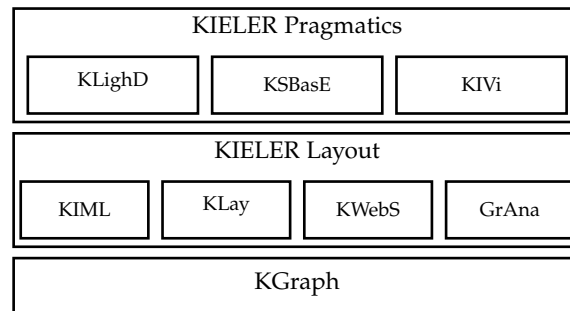 KIELER Pragmatics
KLighD KSBasE KIVi
KIELER Layout
KIML KLay KWebS GrAna
KGraph